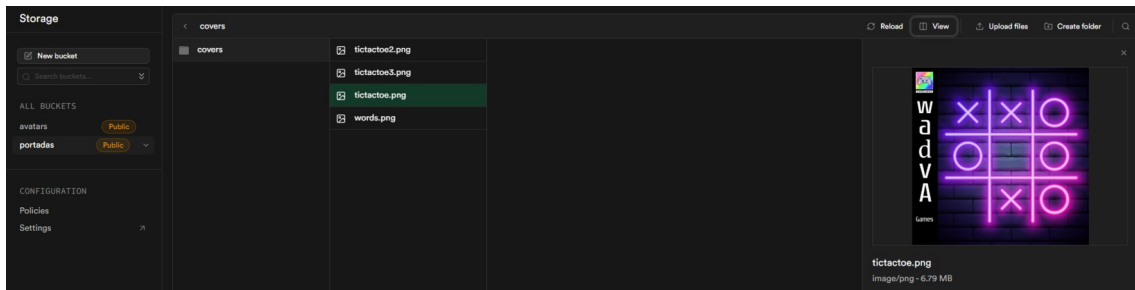 Storage
New bucket
Search buckets...
ALL BUCKETS
avatars Public
portadas Public
CONFIGURATION
Policies
Settings
covers
Reload View Upload files Create folder
covers
tictactoe2.png
tictactoe3.png
tictactoe.png
words.png
wadvA
Games
tictactoe.png
image/png - 6.79 MB